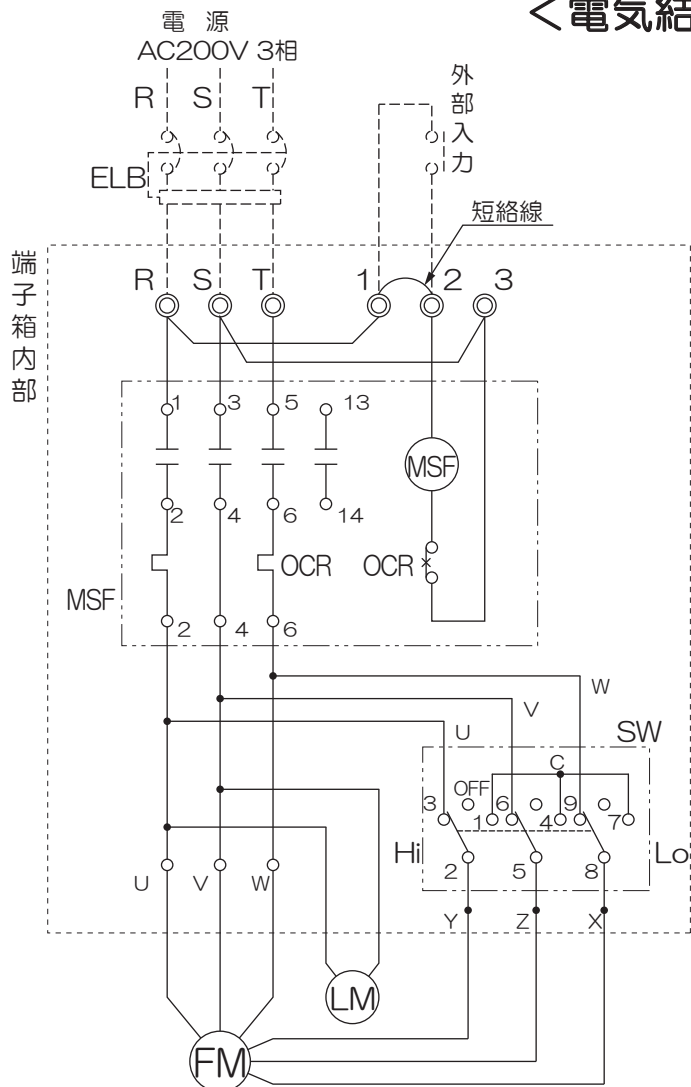 <電気結
電 源
AC200V 3相
R S T
外部入力
ELB
短絡線
端子箱内部
R S T 1 2 3
1 3 5 13
MSF
2 4 6 14
OCR OCR
MSF
2 4 6
W
V
U SW
C
OFF
3 1 6 4 9 7
Hi Lo
2 5 8
U V W
Y Z X
LM
FM